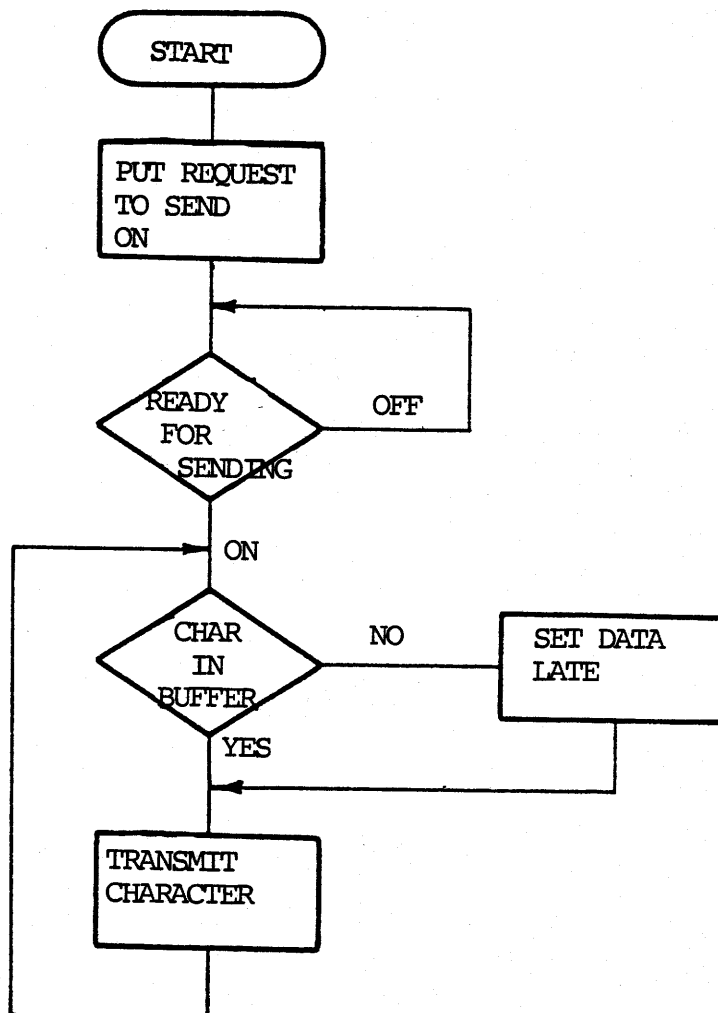 START
PUT REQUEST
TO SEND
ON
READY
FOR
SENDING
OFF
ON
CHAR
IN
BUFFER
NO
SET DATA
LATE
YES
TRANSMIT
CHARACTER